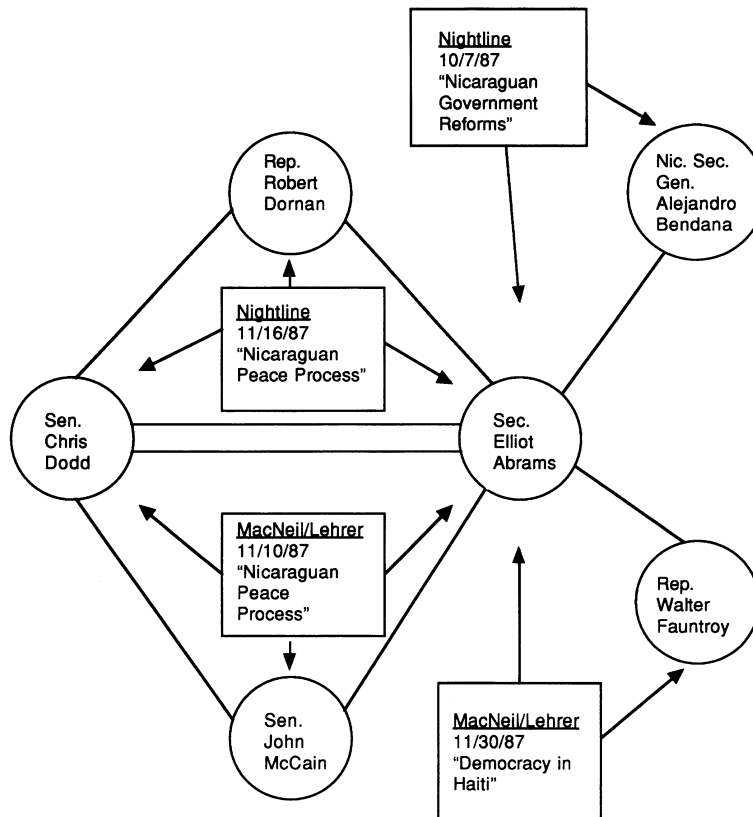 Nightline
10/7/87
“Nicaraguan
Government
Reforms”
Rep.
Robert
Dornan
Nic. Sec.
Gen.
Alejandro
Bendana
Nightline
11/16/87
“Nicaraguan
Peace Process”
Sen.
Chris
Dodd
Sec.
Elliot
Abrams
MacNeil/Lehrer
11/10/87
“Nicaraguan
Peace
Process”
Rep.
Walter
Fauntroy
Sen.
John
McCain
MacNeil/Lehrer
11/30/87
“Democracy in
Haiti”